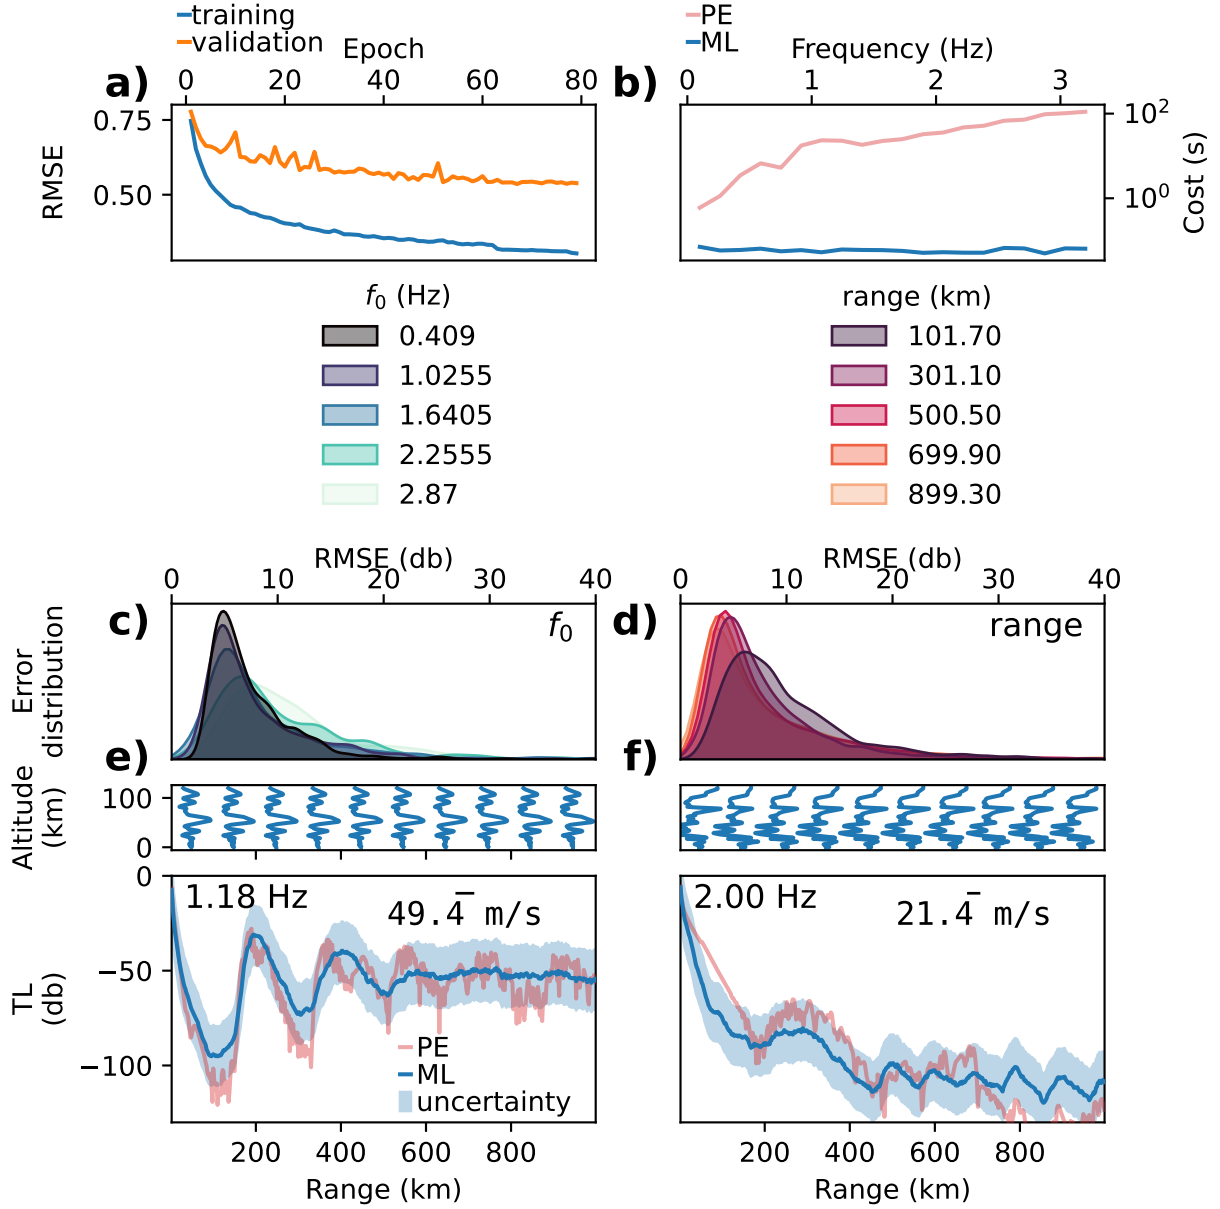 training
validation
Epoch
a)
0 20 40 60 80
0.75
0.50
RMSE
PE
ML
Frequency (Hz)
b)
0 1 2 3
10²
10⁰
Cost (s)
f₀ (Hz)
0.409
1.0255
1.6405
2.2555
2.87
range (km)
101.70
301.10
500.50
699.90
899.30
RMSE (db)
0 10 20 30 40
c)
f₀
Error
distribution
RMSE (db)
0 10 20 30 40
d)
range
e)
Altitude
(km)
100
0
f)
0
−50
−100
TL
(db)
1.18 Hz
49.4 m/s
PE
ML
uncertainty
200 400 600 800
Range (km)
2.00 Hz
21.4 m/s
200 400 600 800
Range (km)